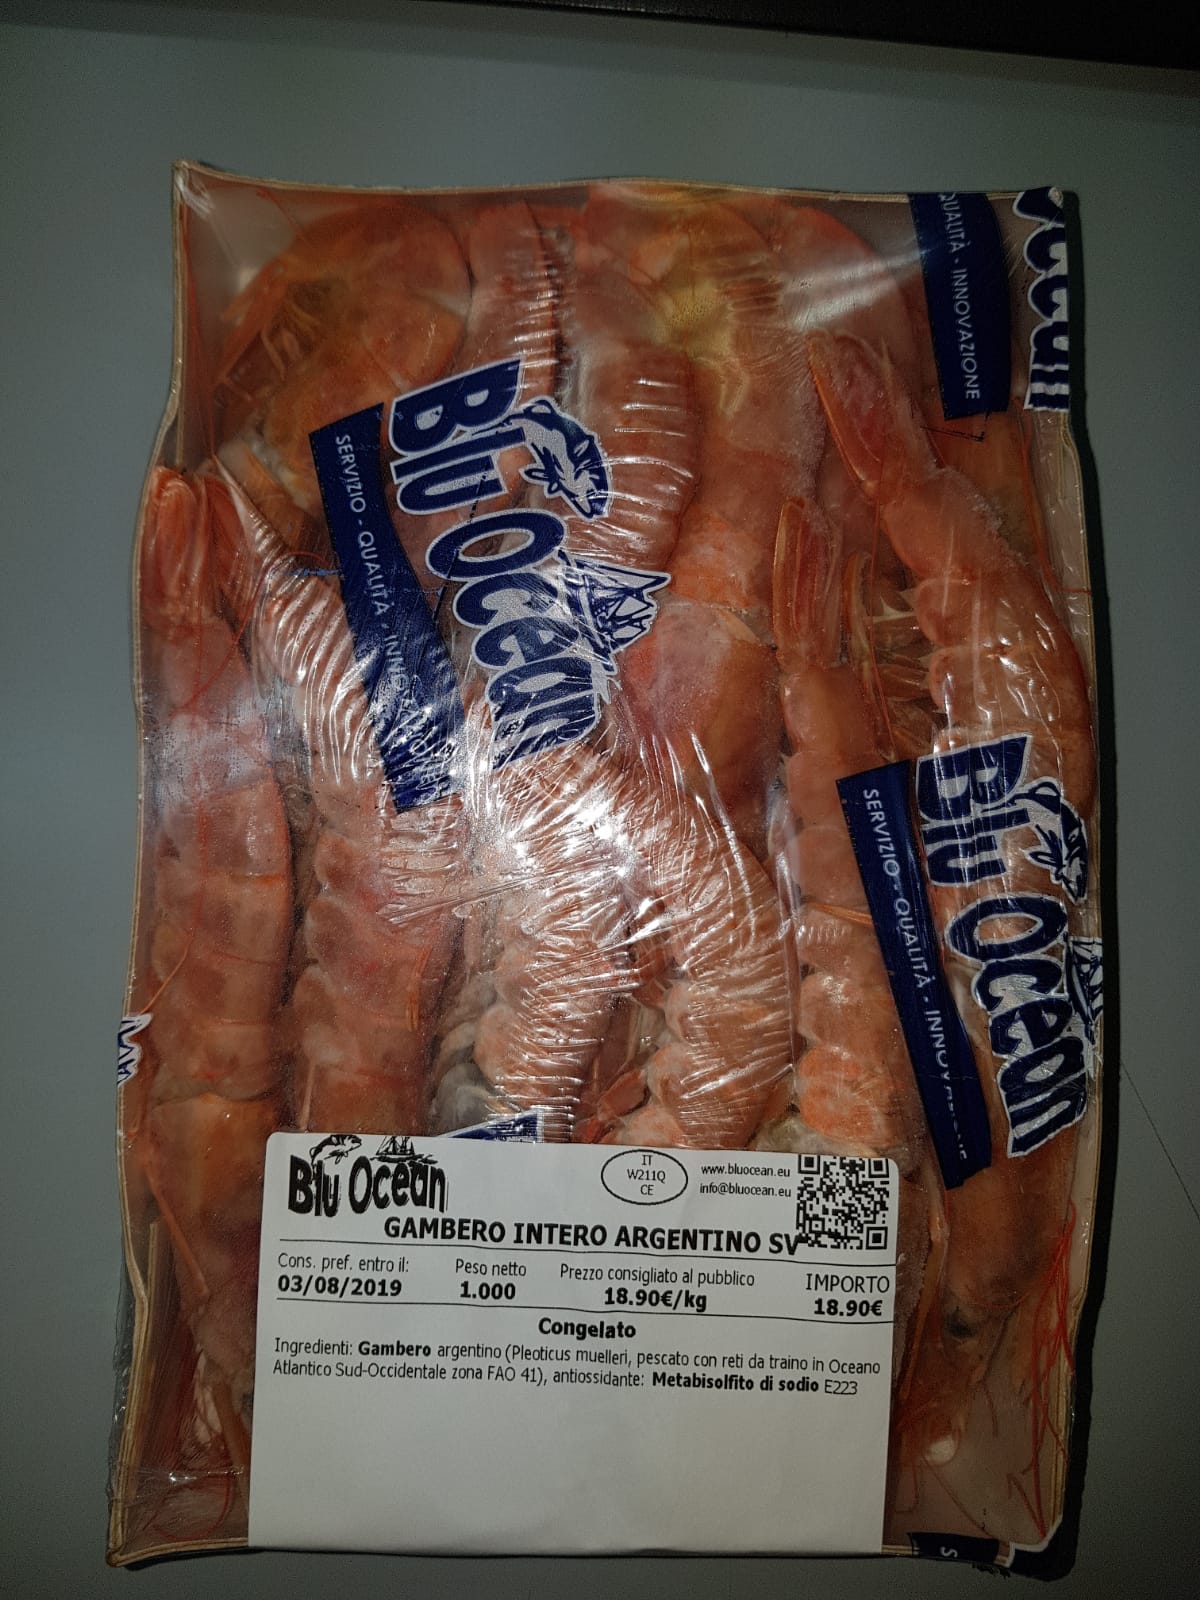 QUALITÀ - INNOVAZIONE
Ocean
Blu Ocean
SERVIZIO - QUALITÀ - INNOVAZIONE
Blu Ocean
SERVIZIO - QUALITÀ - INNOVAZIONE
Blu Ocean
IT
W211Q
CE
www.bluocean.eu
info@bluocean.eu
GAMBERO INTERO ARGENTINO SV
Cons. pref. entro il: Peso netto Prezzo consigliato al pubblico IMPORTO
03/08/2019 1.000 18.90€/kg 18.90€
Congelato
Ingredienti: Gambero argentino (Pleoticus muelleri, pescato con reti da traino in Oceano
Atlantico Sud-Occidentale zona FAO 41), antiossidante: Metabisolfito di sodio E223